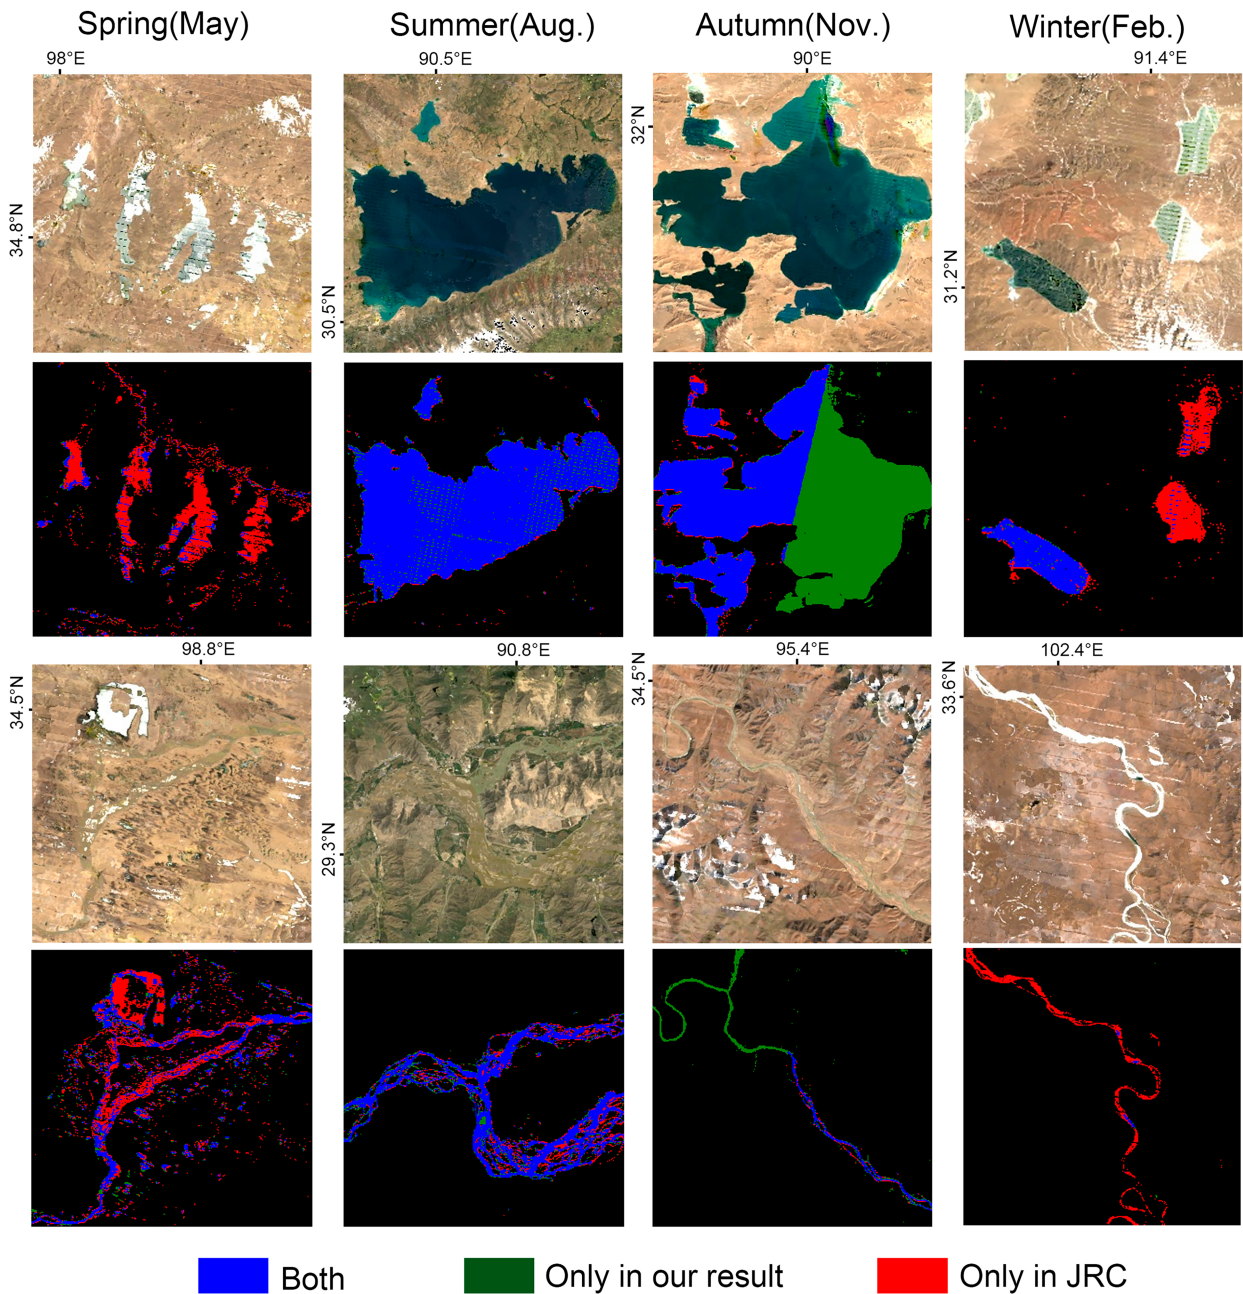 Spring(May) Summer(Aug.) Autumn(Nov.) Winter(Feb.)
98°E 90.5°E 90°E 91.4°E
34.8°N 30.5°N 32°N 31.2°N
98.8°E 90.8°E 95.4°E 102.4°E
34.5°N 29.3°N 34.5°N 33.6°N
Both Only in our result Only in JRC